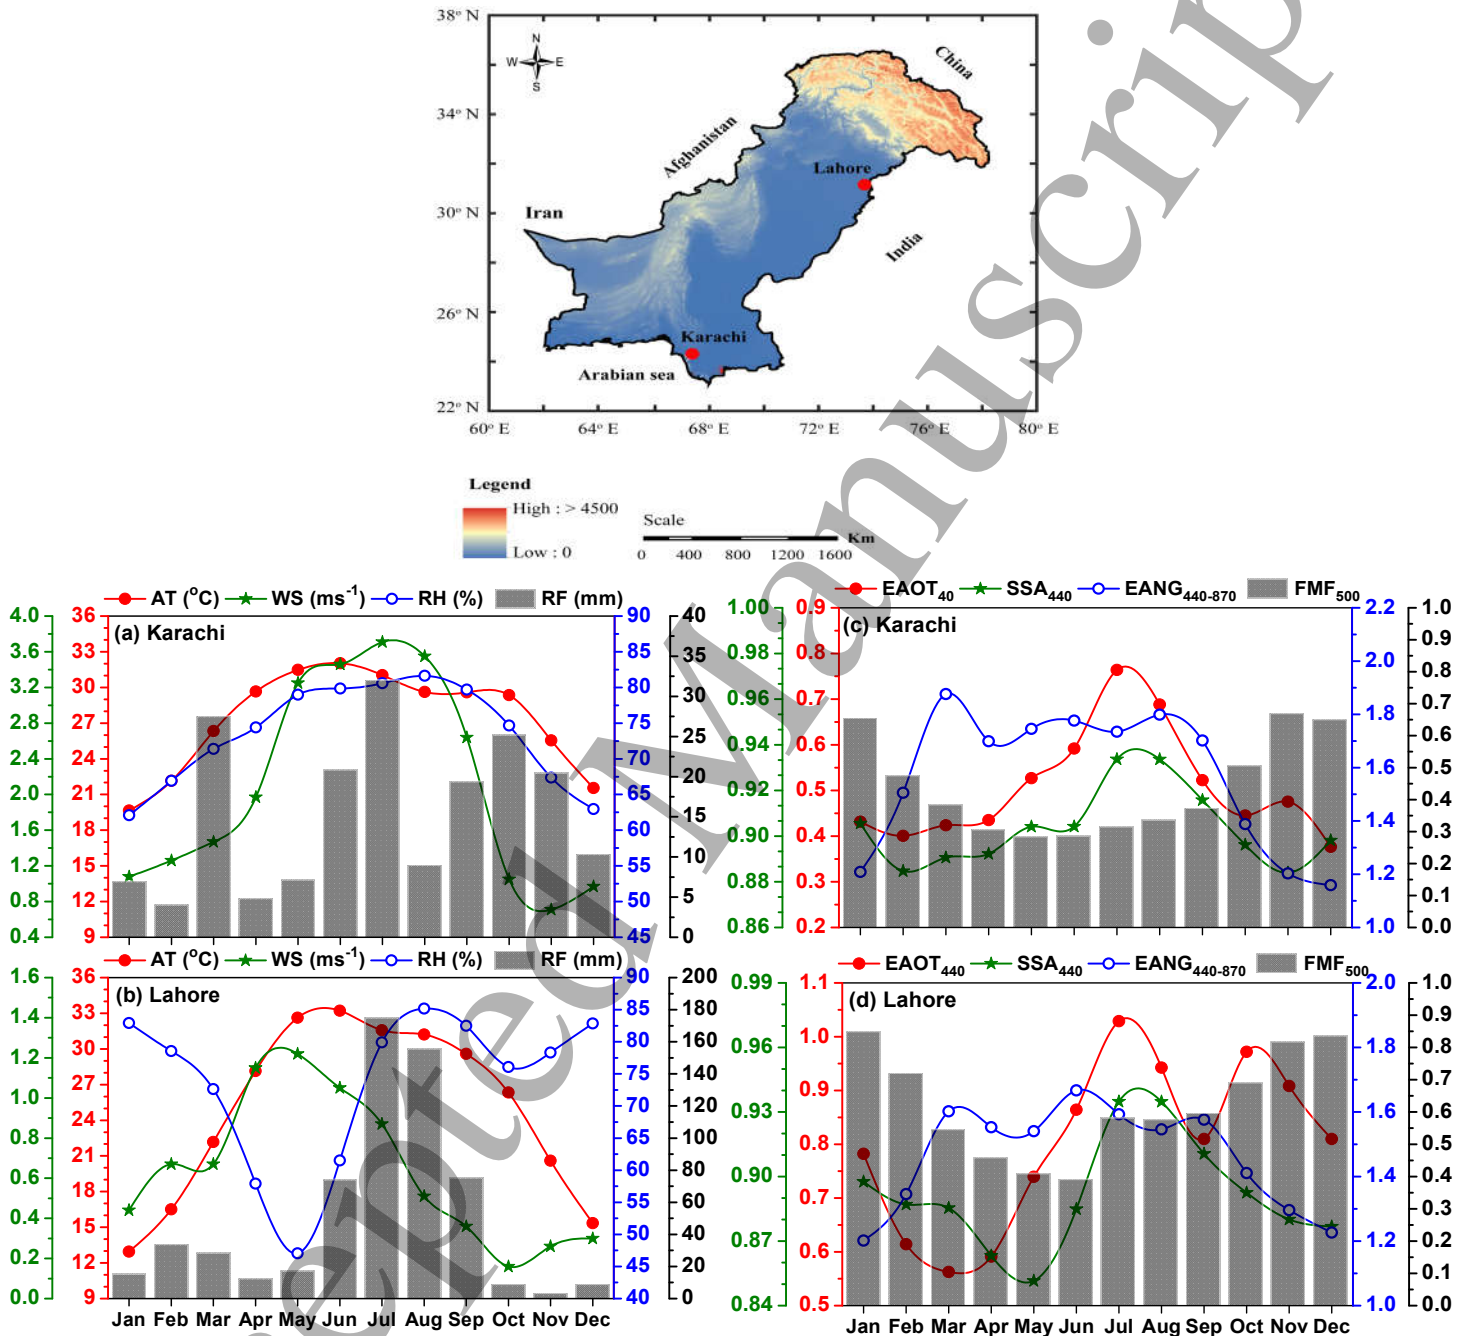 38° N
34° N
30° N
26° N
22° N
60° E
64° E
68° E
72° E
76° E
80° E
N
W
E
S
China
Afghanistan
Lahore
Iran
India
Karachi
Arabian sea
Legend
High : > 4500
Low : 0
Scale
Km
0 400 800 1200 1600
Accepted Manuscrip
AT (°C) WS (ms⁻¹) RH (%) RF (mm)
(a) Karachi
4.0 3.6 3.2 2.8 2.4 2.0 1.6 1.2 0.8 0.4
36 33 30 27 24 21 18 15 12 9
90 85 80 75 70 65 60 55 50 45
40 35 30 25 20 15 10 5 0
EAOT₄₀ SSA₄₄₀ EANG₄₄₀₋₈₇₀ FMF₅₀₀
(c) Karachi
1.00 0.98 0.96 0.94 0.92 0.90 0.88 0.86
0.9 0.8 0.7 0.6 0.5 0.4 0.3 0.2
2.2 2.0 1.8 1.6 1.4 1.2 1.0
1.0 0.9 0.8 0.7 0.6 0.5 0.4 0.3 0.2 0.1 0.0
AT (°C) WS (ms⁻¹) RH (%) RF (mm)
(b) Lahore
1.6 1.4 1.2 1.0 0.8 0.6 0.4 0.2 0.0
36 33 30 27 24 21 18 15 12 9
90 85 80 75 70 65 60 55 50 45 40
200 180 160 140 120 100 80 60 40 20 0
Jan Feb Mar Apr May Jun Jul Aug Sep Oct Nov Dec
EAOT₄₄₀ SSA₄₄₀ EANG₄₄₀₋₈₇₀ FMF₅₀₀
(d) Lahore
0.99 0.96 0.93 0.90 0.87 0.84
1.1 1.0 0.9 0.8 0.7 0.6 0.5
2.0 1.8 1.6 1.4 1.2 1.0
1.0 0.9 0.8 0.7 0.6 0.5 0.4 0.3 0.2 0.1 0.0
Jan Feb Mar Apr May Jun Jul Aug Sep Oct Nov Dec